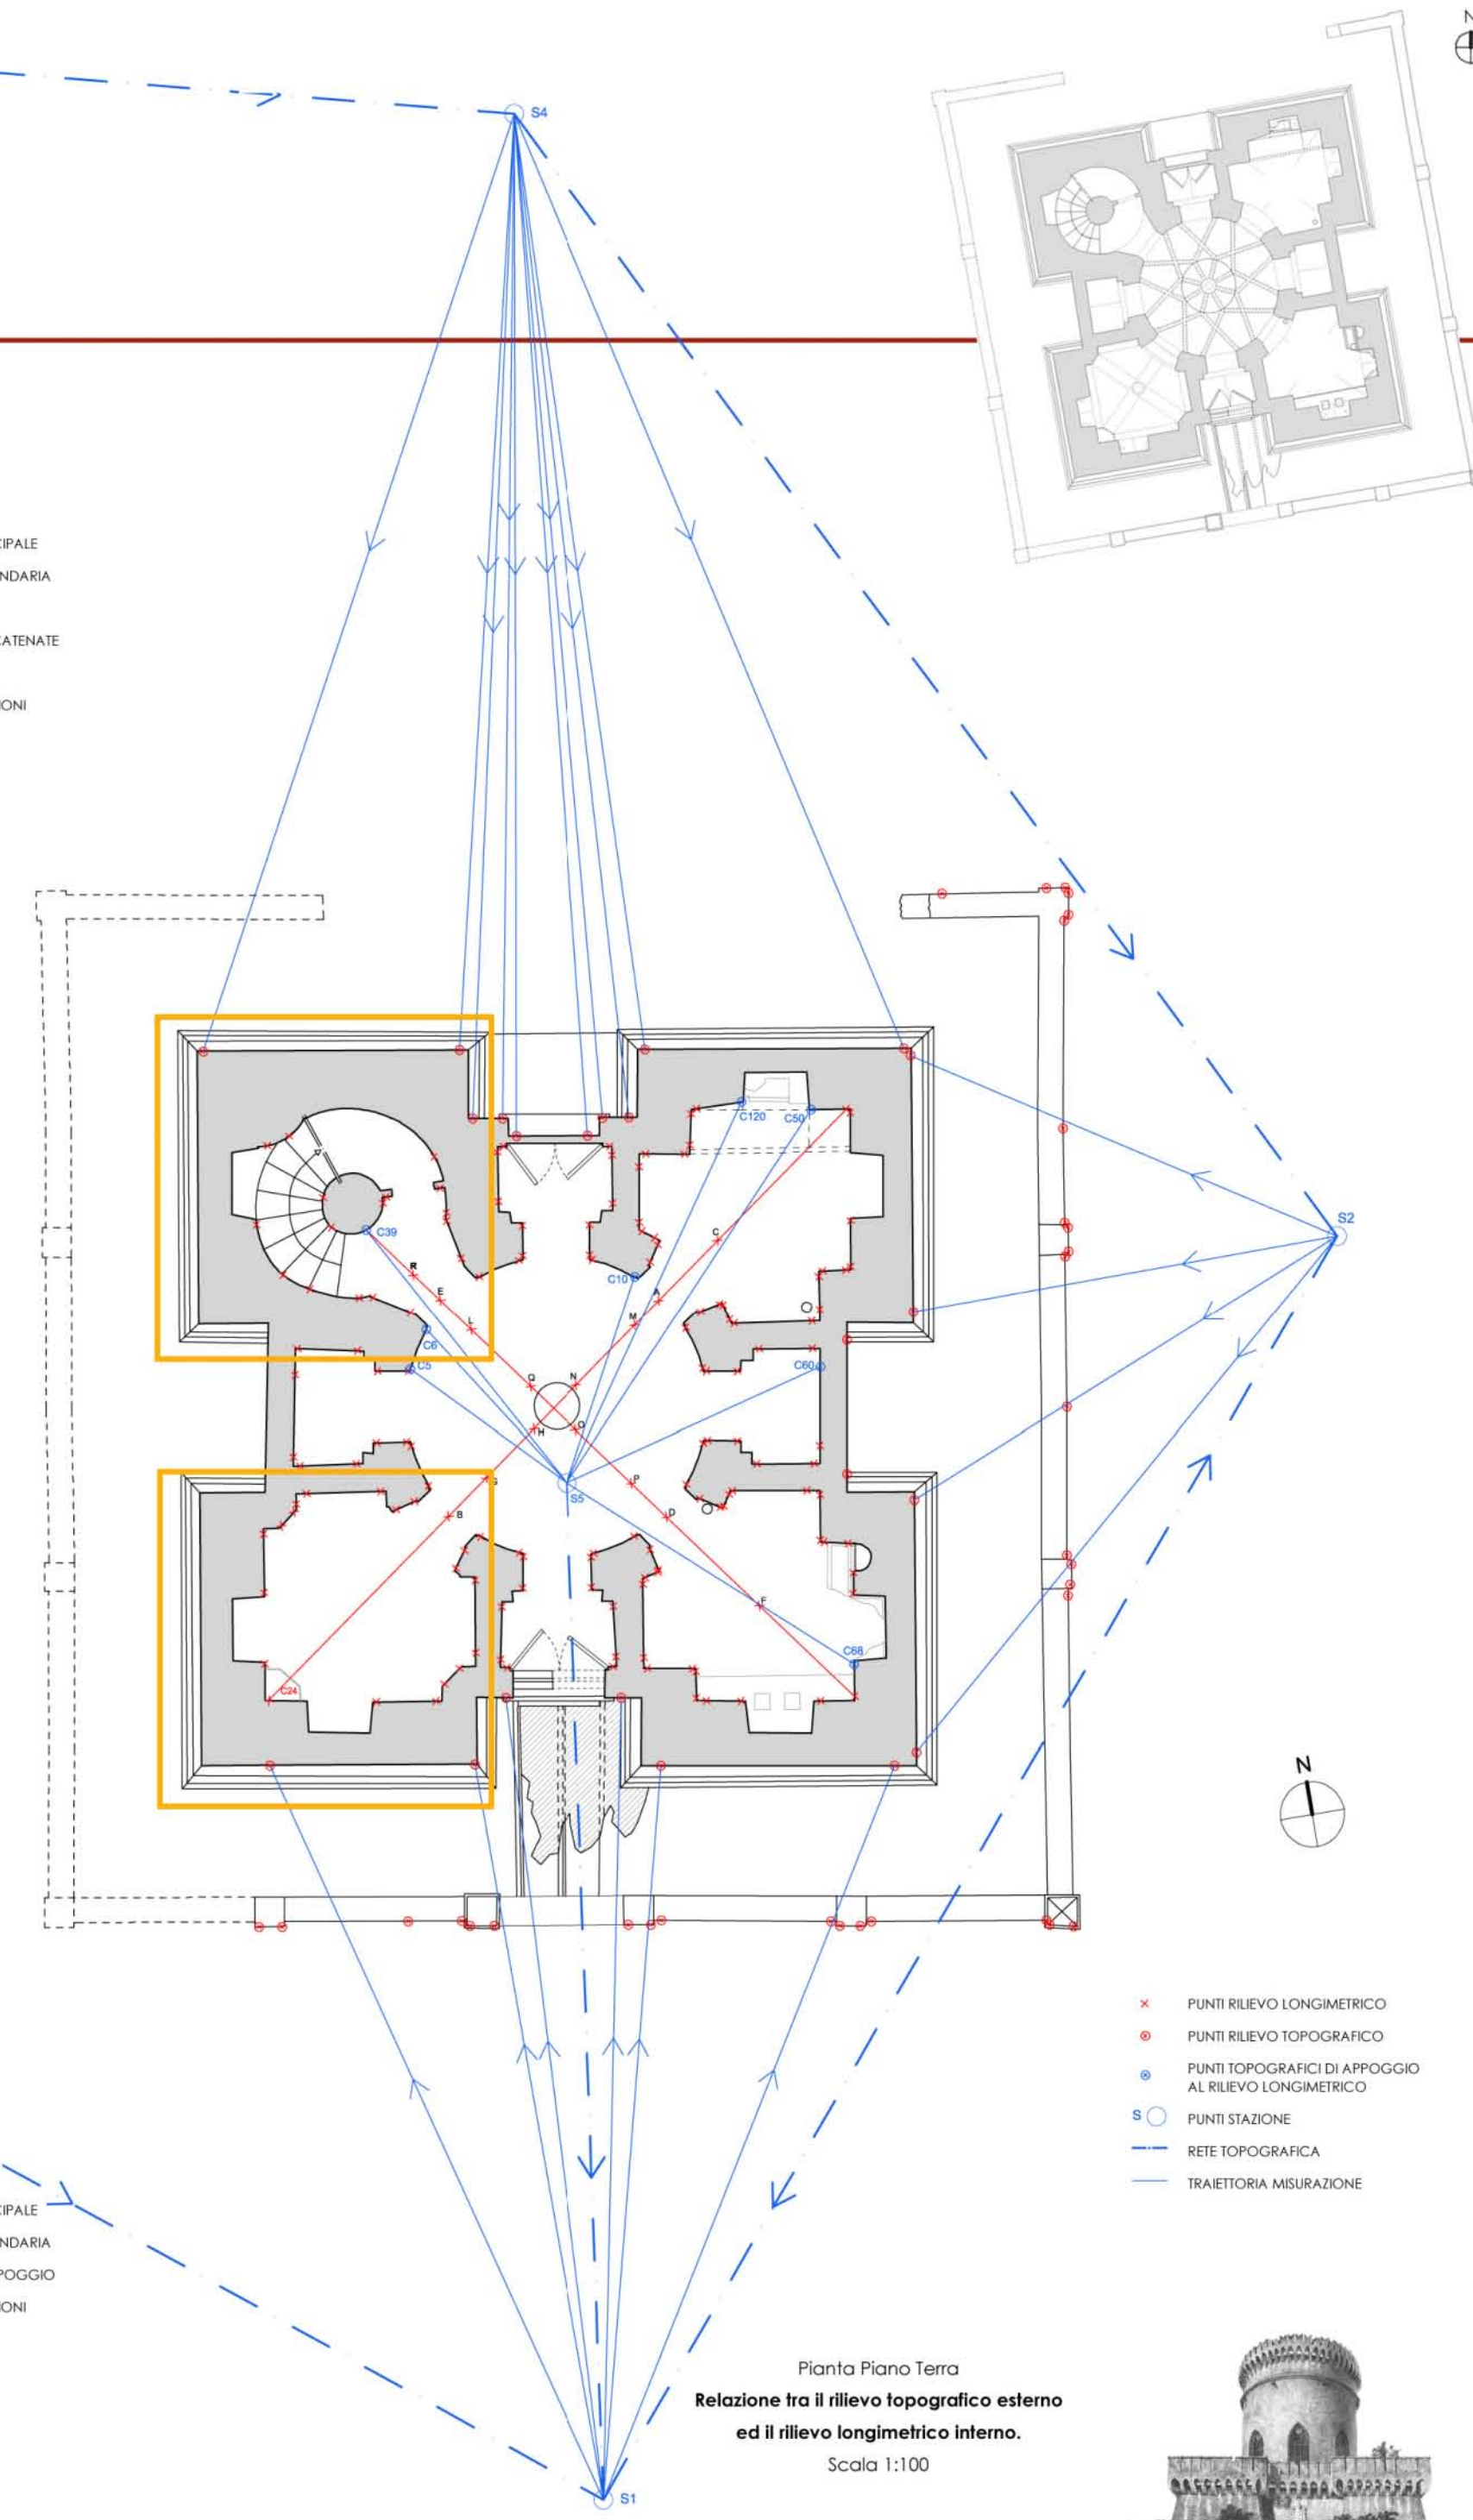 N
S4
CIPALE
NDARIA
CATENATE
IONI
S2
C120
C50
C39
C
R
E
A
C10
L
M
C6
C5
C60
Q
N
O
H
G
S5
P
B
D
F
C68
C24
N
× PUNTI RILIEVO LONGIMETRICO
PUNTI RILIEVO TOPOGRAFICO
PUNTI TOPOGRAFICI DI APPOGGIO
AL RILIEVO LONGIMETRICO
S PUNTI STAZIONE
RETE TOPOGRAFICA
TRAIETTORIA MISURAZIONE
CIPALE
NDARIA
POGGIO
IONI
Pianta Piano Terra
Relazione tra il rilievo topografico esterno
ed il rilievo longimetrico interno.
Scala 1:100
S1